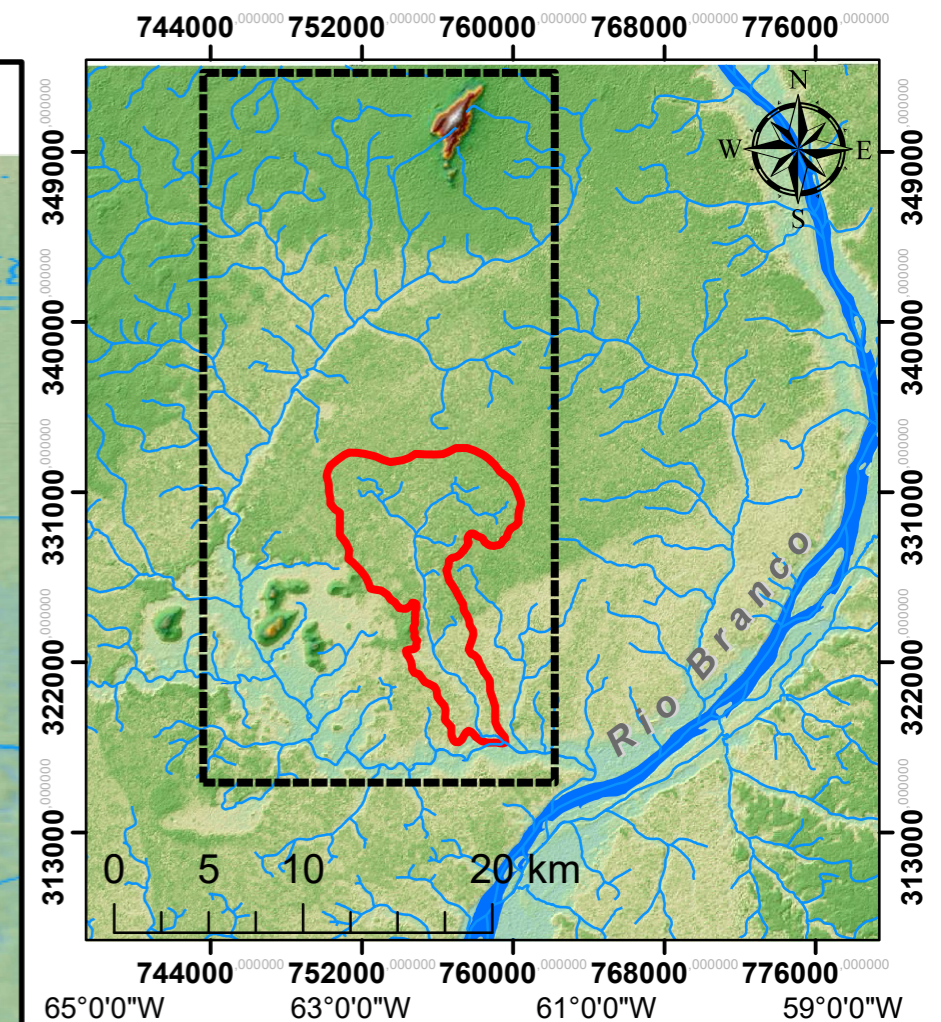 744000,000000 752000,000000 760000,000000 768000,000000 776000,000000
N
W E
S
349000,000000 349000,000000
340000,000000 340000,000000
331000,000000 331000,000000
322000,000000 322000,000000
313000,000000 313000,000000
Rio Branco
0 5 10 20 km
744000,000000 752000,000000 760000,000000 768000,000000 776000,000000
65°0'0"W 63°0'0"W 61°0'0"W 59°0'0"W